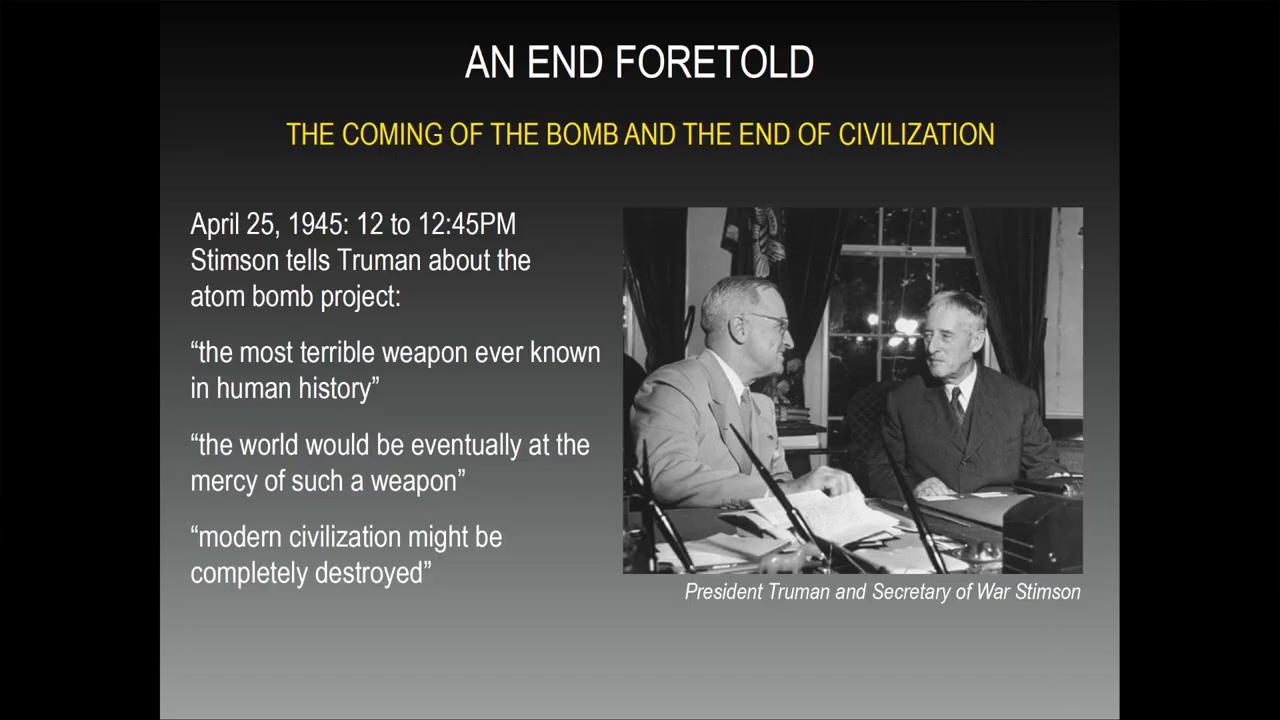 AN END FORETOLD
THE COMING OF THE BOMB AND THE END OF CIVILIZATION
April 25, 1945: 12 to 12:45PM
Stimson tells Truman about the
atom bomb project:
“the most terrible weapon ever known
in human history”
“the world would be eventually at the
mercy of such a weapon”
“modern civilization might be
completely destroyed”
President Truman and Secretary of War Stimson